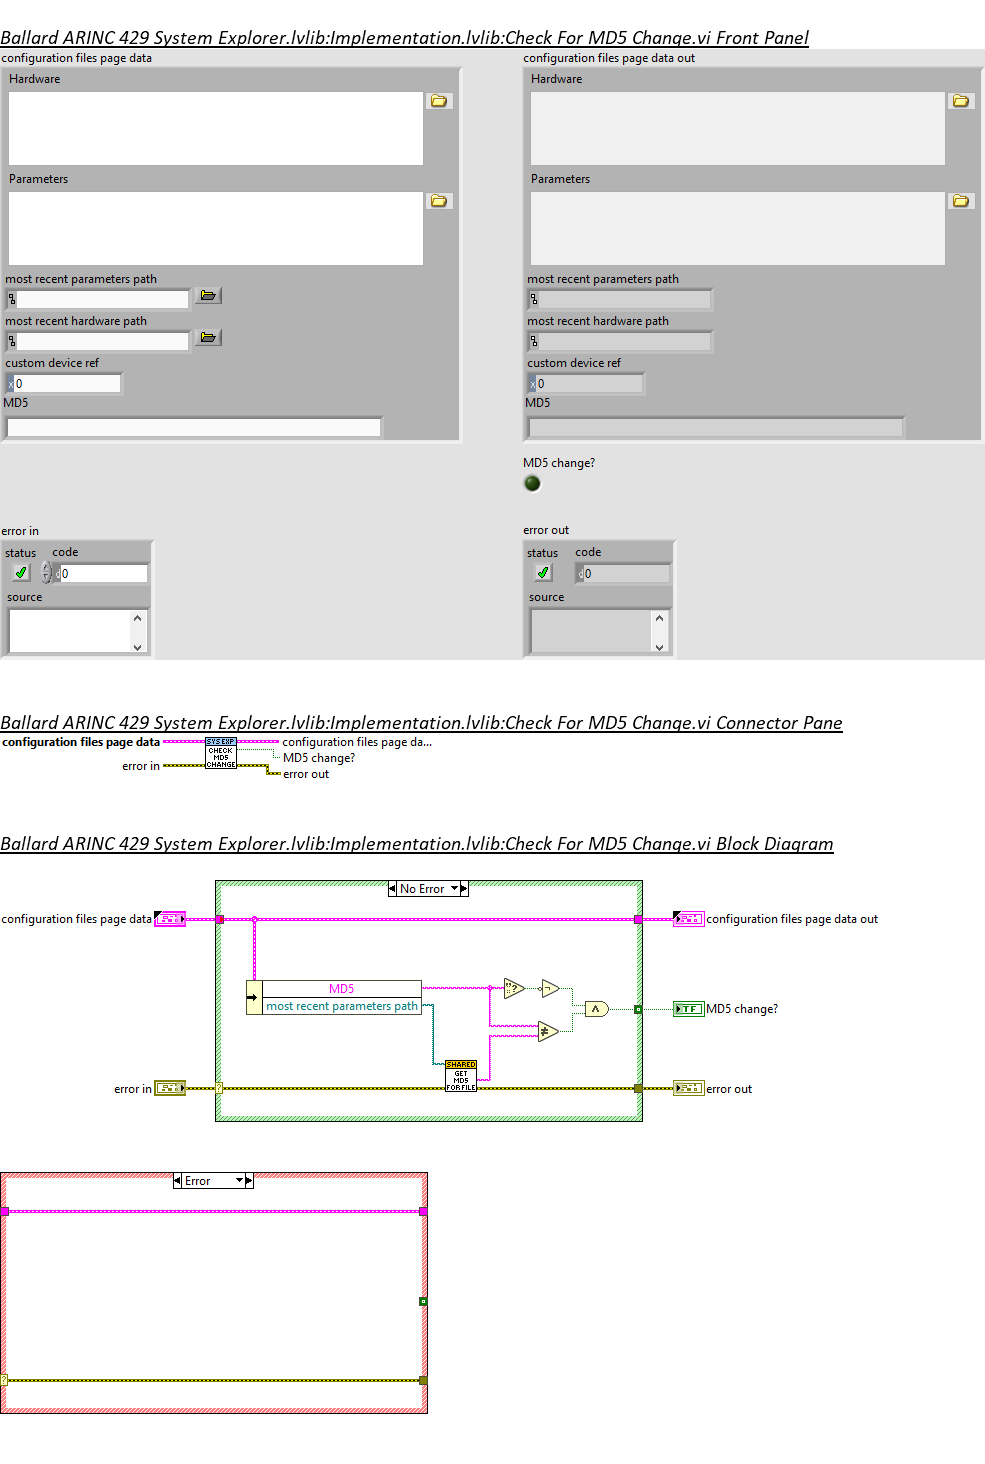 Ballard ARINC 429 System Explorer.lvlib:Implementation.lvlib:Check For MD5 Change.vi Front Panel
configuration files page data
configuration files page data out
Hardware
Hardware
Parameters
Parameters
most recent parameters path
most recent parameters path
most recent hardware path
most recent hardware path
custom device ref
custom device ref
x 0
x 0
MD5
MD5
MD5 change?
error in
error out
status code
status code
d 0
d 0
source
source
Ballard ARINC 429 System Explorer.lvlib:Implementation.lvlib:Check For MD5 Change.vi Connector Pane
configuration files page data
SYS EXP
CHECK
MD5
CHANGE
configuration files page da...
MD5 change?
error in
error out
Ballard ARINC 429 System Explorer.lvlib:Implementation.lvlib:Check For MD5 Change.vi Block Diagram
No Error
configuration files page data
configuration files page data out
MD5
most recent parameters path
?
≠
TF
MD5 change?
SHARED
GET
MD5
FOR FILE
error in
?
error out
Error
?